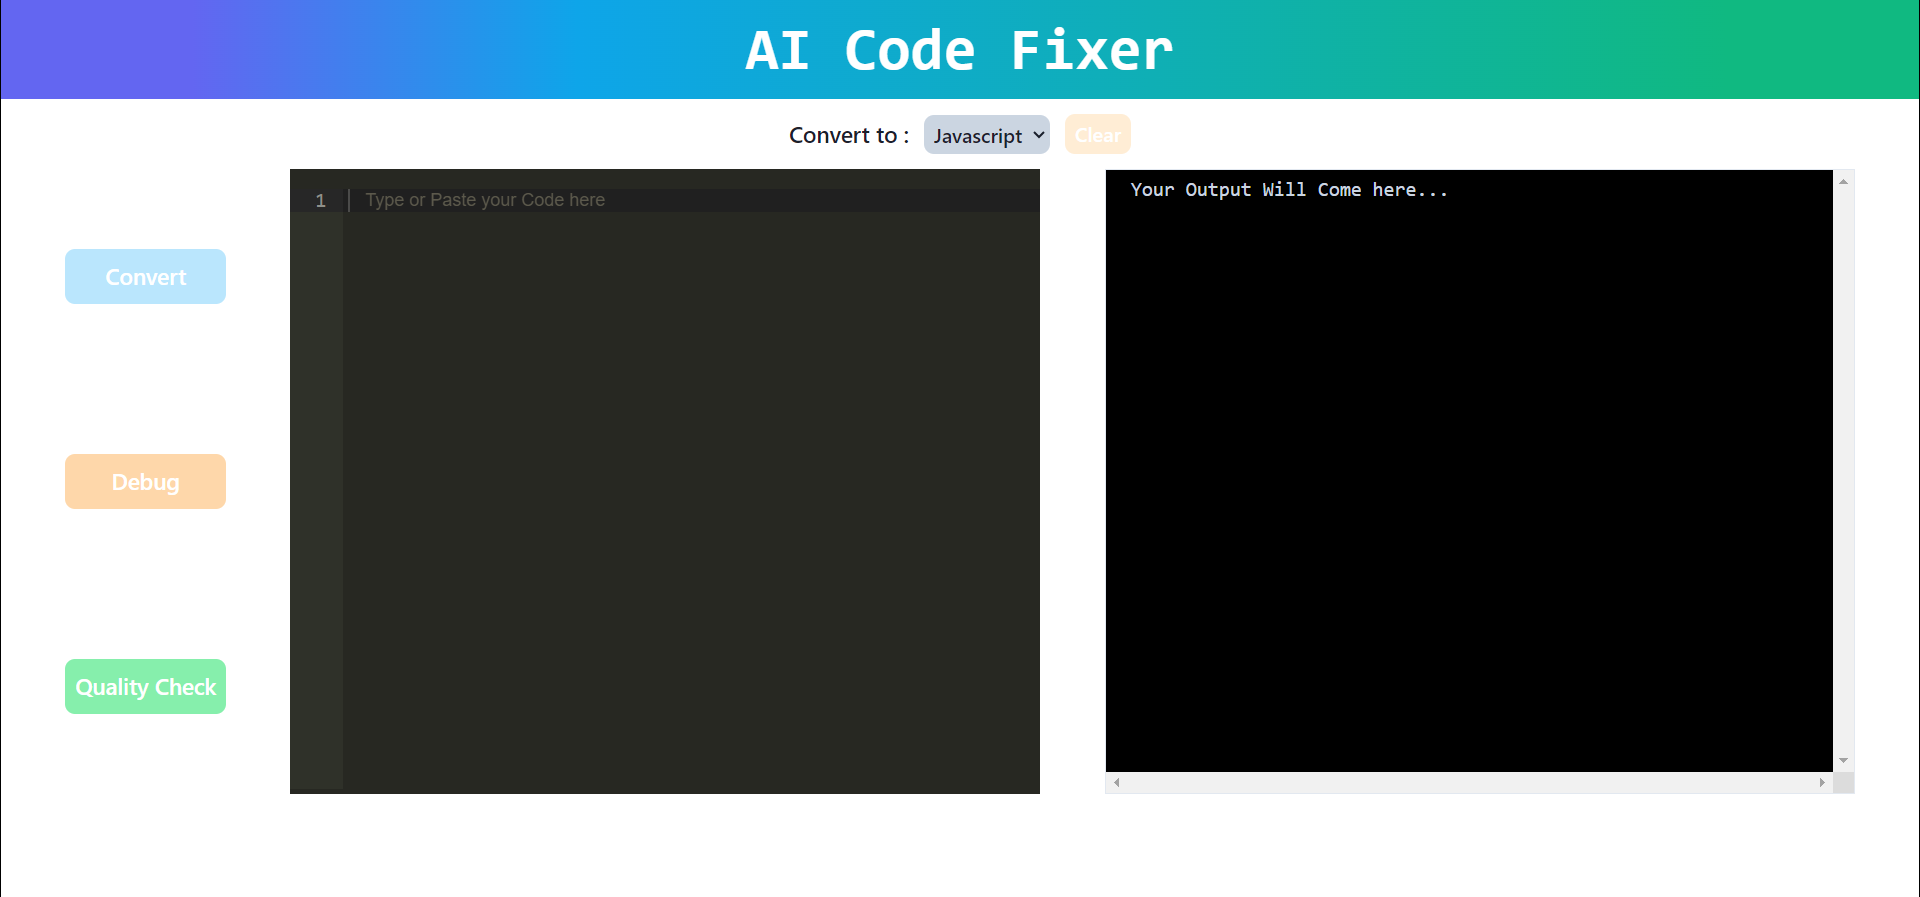 AI Code Fixer
Convert to : Javascript Clear
1 Type or Paste your Code here
Your Output Will Come here...
Convert
Debug
Quality Check